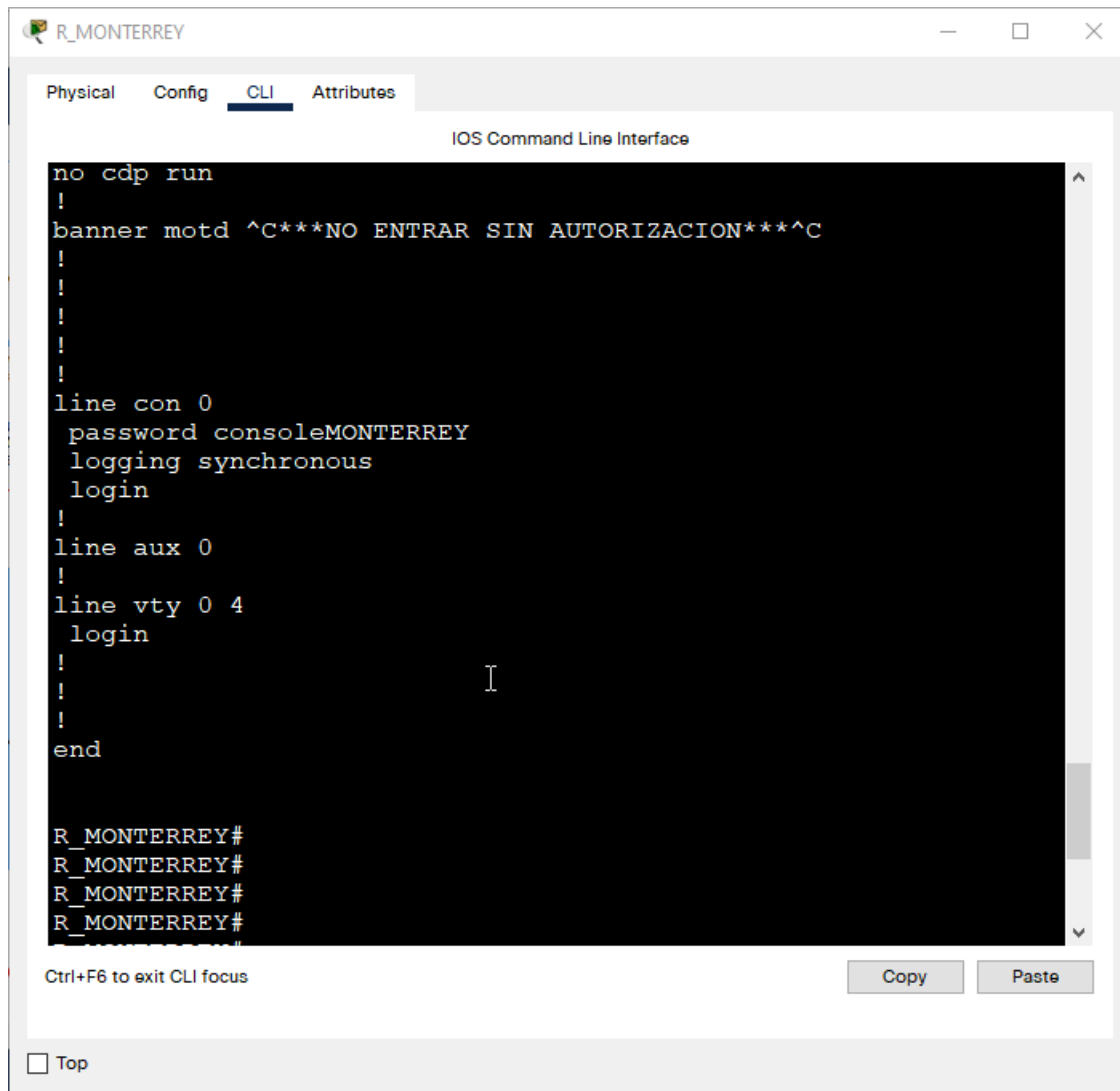 R_MONTERREY
Physical Config CLI Attributes
IOS Command Line Interface
no cdp run
!
banner motd ^C***NO ENTRAR SIN AUTORIZACION***^C
!
!
!
!
!
line con 0
password consoleMONTERREY
logging synchronous
login
!
line aux 0
!
line vty 0 4
login
!
!
!
end
R_MONTERREY#
R_MONTERREY#
R_MONTERREY#
R_MONTERREY#
Ctrl+F6 to exit CLI focus
Copy Paste
Top